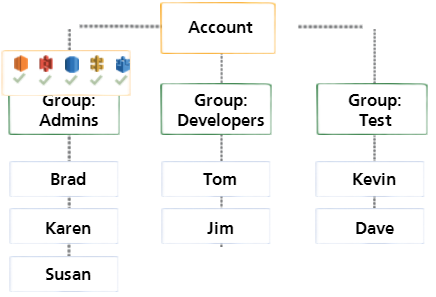 Account
Group:
Admins
Group:
Developers
Group:
Test
Brad
Tom
Kevin
Karen
Jim
Dave
Susan